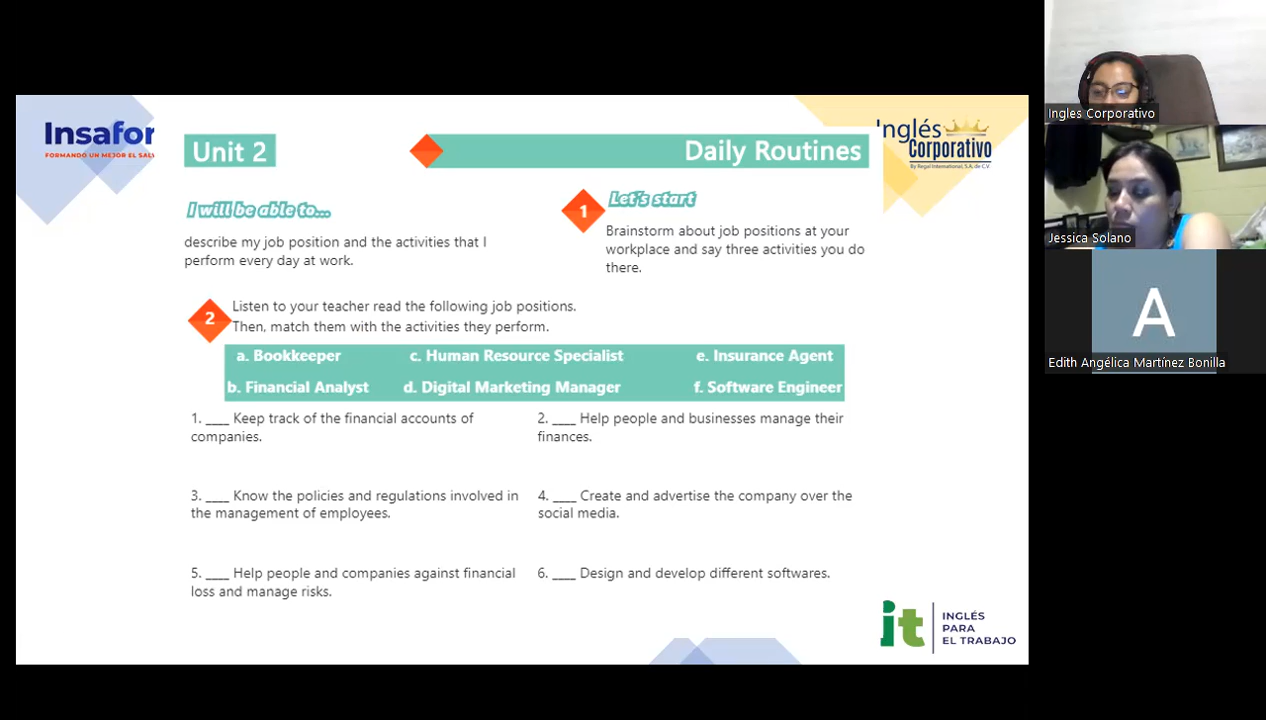 Insafor
FORMANDO UN MEJOR EL SALV
Unit 2
Daily Routines
Inglés
Corporativo
By Regal International, S.A. de C.V.
I will be able to...
describe my job position and the activities that I
perform every day at work.
1
Let's start
Brainstorm about job positions at your
workplace and say three activities you do
there.
2
Listen to your teacher read the following job positions.
Then, match them with the activities they perform.
a. Bookkeeper
c. Human Resource Specialist
e. Insurance Agent
b. Financial Analyst
d. Digital Marketing Manager
f. Software Engineer
1. ____ Keep track of the financial accounts of
companies.
2. ____ Help people and businesses manage their
finances.
3. ____ Know the policies and regulations involved in
the management of employees.
4. ____ Create and advertise the company over the
social media.
5. ____ Help people and companies against financial
loss and manage risks.
6. ____ Design and develop different softwares.
it
INGLÉS
PARA
EL TRABAJO
Ingles Corporativo
Jessica Solano
A
Edith Angélica Martínez Bonilla